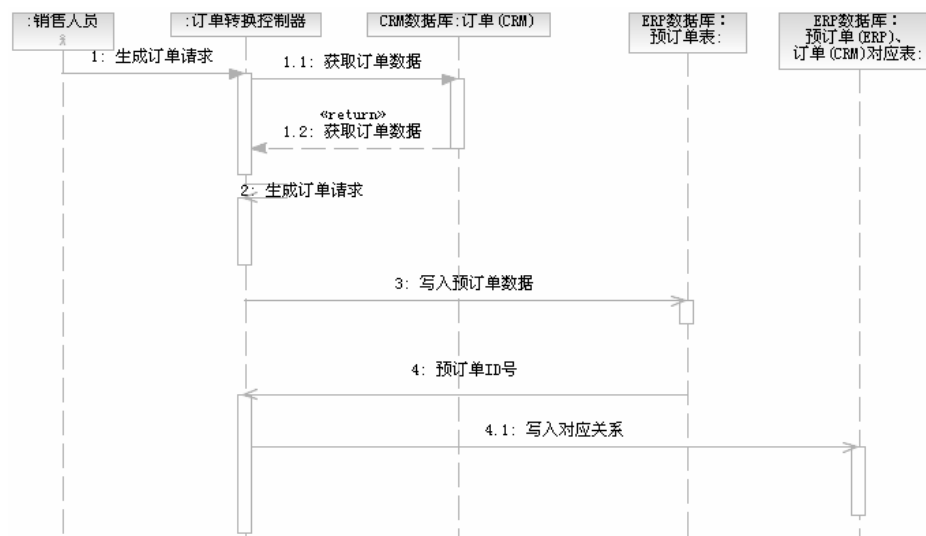 :销售人员
:订单转换控制器
CRM数据库:订单(CRM)
ERP数据库：
预订单表:
ERP数据库：
预订单(ERP)、
订单(CRM)对应表:
1: 生成订单请求
1.1: 获取订单数据
«return»
1.2: 获取订单数据
2: 生成订单请求
3: 写入预订单数据
4: 预订单ID号
4.1: 写入对应关系